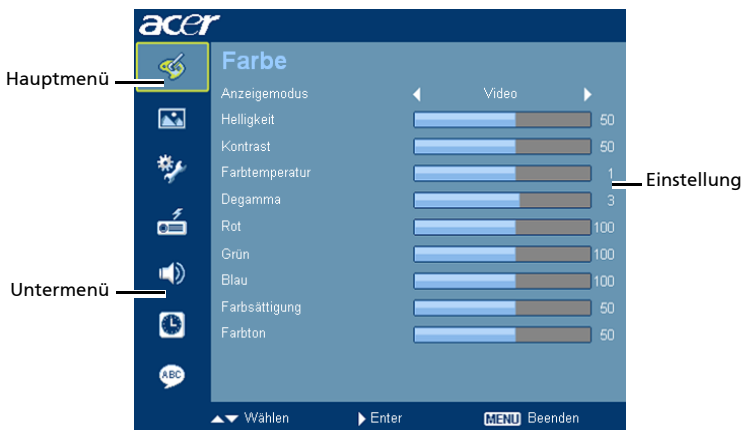 acer
Farbe
Hauptmenü
Anzeigemodus Video
Helligkeit 50
Kontrast 50
Farbtemperatur 1
Einstellung
Degamma 3
Rot 100
Grün 100
Blau 100
Untermenü
Farbsättigung 50
Farbton 50
ABC
Wählen Enter MENU Beenden